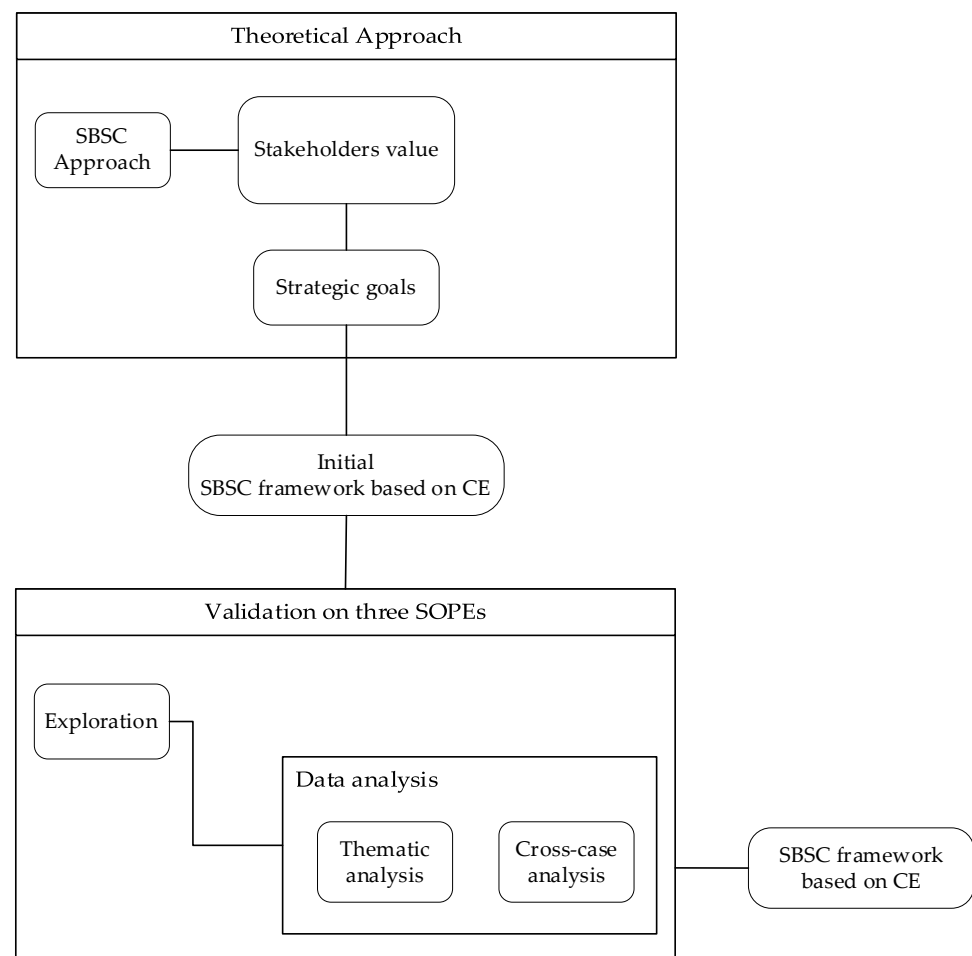 Theoretical Approach
SBSC
Approach
Stakeholders value
Strategic goals
Initial
SBSC framework based on CE
Validation on three SOPEs
Exploration
Data analysis
Thematic
analysis
Cross-case
analysis
SBSC framework
based on CE